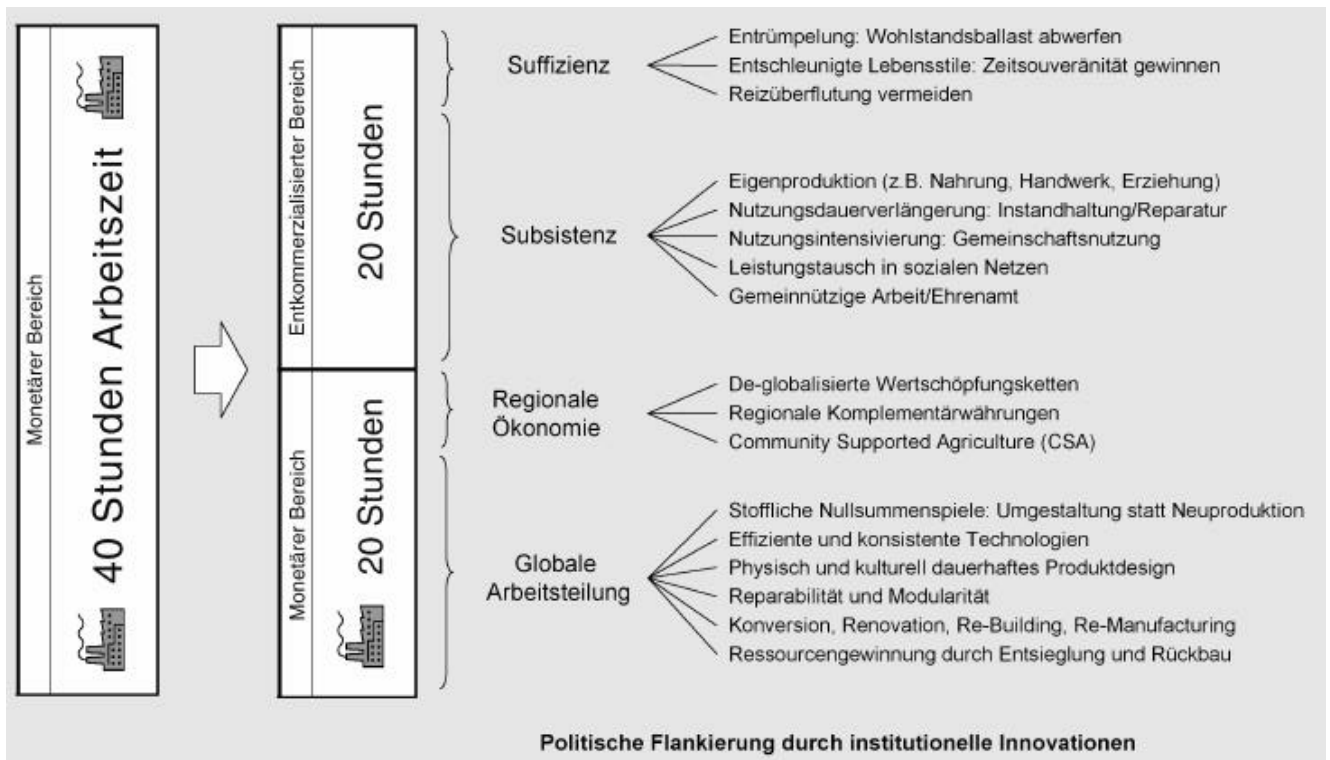 Monetärer Bereich
40 Stunden Arbeitszeit
Entkommerzialisierter Bereich
20 Stunden
Monetärer Bereich
20 Stunden
Suffizienz
Entrümpelung: Wohlstandsballast abwerfen
Entschleunigte Lebensstile: Zeitsouveränität gewinnen
Reizüberflutung vermeiden
Subsistenz
Eigenproduktion (z.B. Nahrung, Handwerk, Erziehung)
Nutzungsdauerverlängerung: Instandhaltung/Reparatur
Nutzungsintensivierung: Gemeinschaftsnutzung
Leistungstausch in sozialen Netzen
Gemeinnützige Arbeit/Ehrenamt
Regionale
Ökonomie
De-globalisierte Wertschöpfungsketten
Regionale Komplementärwährungen
Community Supported Agriculture (CSA)
Globale
Arbeitsteilung
Stoffliche Nullsummenspiele: Umgestaltung statt Neuproduktion
Effiziente und konsistente Technologien
Physisch und kulturell dauerhaftes Produktdesign
Reparabilität und Modularität
Konversion, Renovation, Re-Building, Re-Manufacturing
Ressourcengewinnung durch Entsieglung und Rückbau
Politische Flankierung durch institutionelle Innovationen